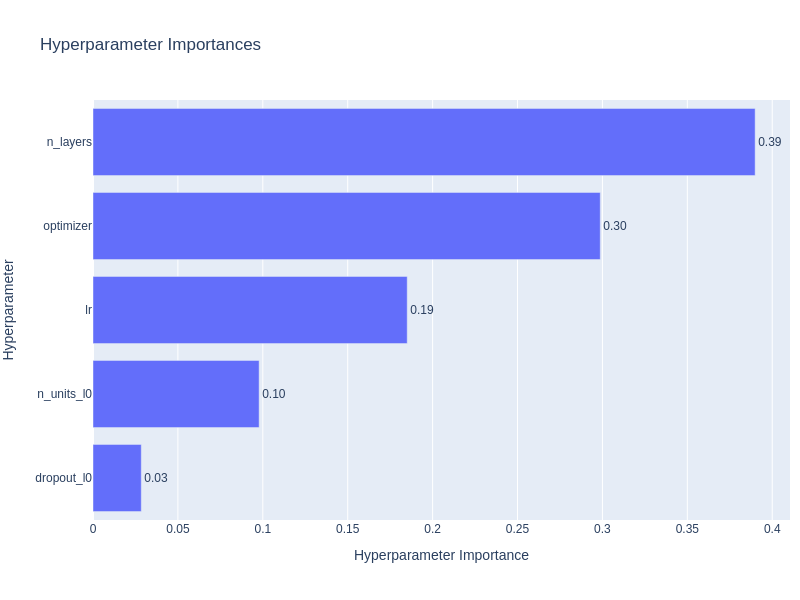 Hyperparameter Importances
n_layers
0.39
optimizer
0.30
lr
0.19
n_units_l0
0.10
dropout_l0
0.03
0
0.05
0.1
0.15
0.2
0.25
0.3
0.35
0.4
Hyperparameter Importance
Hyperparameter